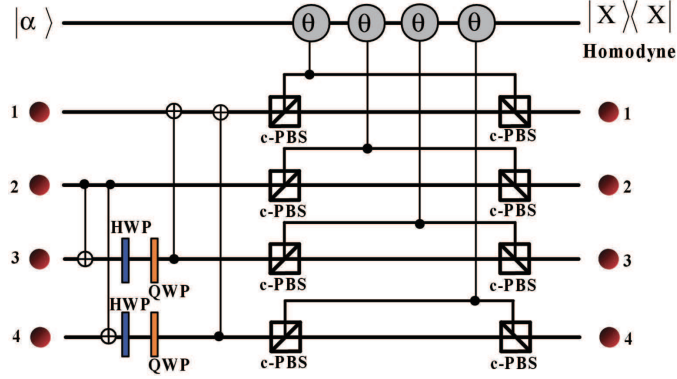 |α⟩ θ θ θ θ |X⟩⟨X|
Homodyne
1 1
c-PBS c-PBS
2 2
c-PBS c-PBS
HWP
3 3
QWP c-PBS c-PBS
HWP
4 4
QWP c-PBS c-PBS